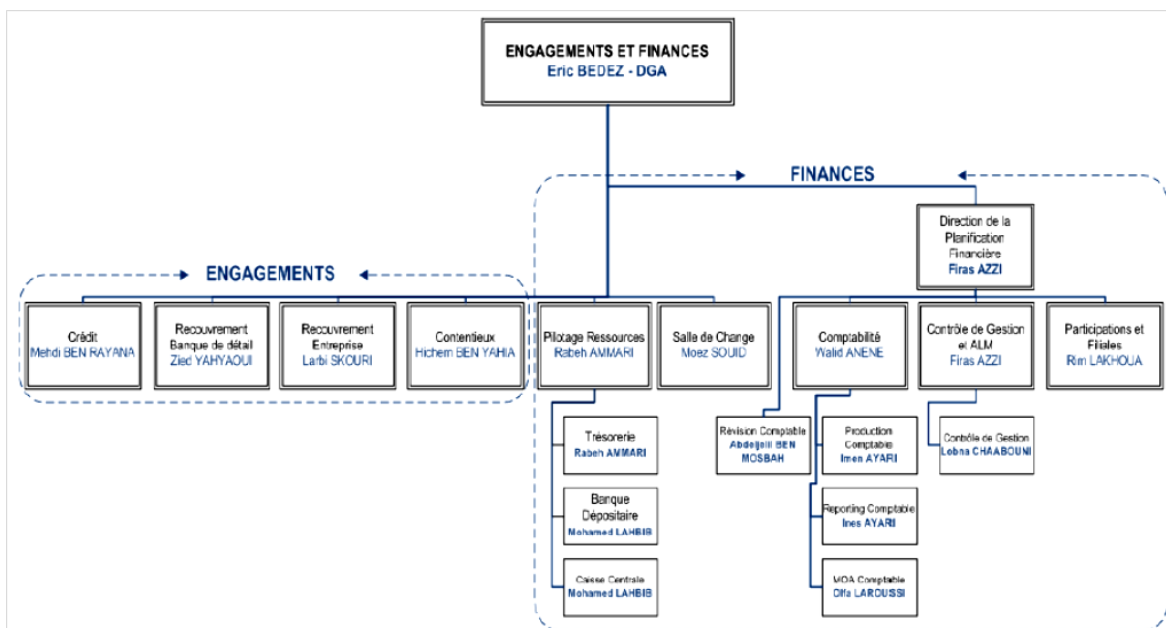 ENGAGEMENTS ET FINANCES
Eric BEDEZ - DGA
FINANCES
Direction de la
Planification
Financière
Firas AZZI
ENGAGEMENTS
Crédit
Mehdi BEN RAYANA
Recouvrement
Banque de détail
Zied YAHYAOUI
Recouvrement
Entreprise
Larbi SKOURI
Contentieux
Hichem BEN YAHIA
Pilotage Ressources
Rabeh AMMARI
Salle de Change
Moez SOUID
Comptabilité
Walid ANENE
Contrôle de Gestion
et ALM
Firas AZZI
Participations et
Filiales
Rim LAKHOUA
Trésorerie
Rabeh AMMARI
Banque
Dépositaire
Mohamed LAHBIB
Caisse Centrale
Mohamed LAHBIB
Révision Comptable
Abdeljelil BEN
MOSBAH
Production
Comptable
Imen AYARI
Reporting Comptable
Ines AYARI
MOA Comptable
Olfa LAROUSSI
Contrôle de Gestion
Lobna CHAABOUNI